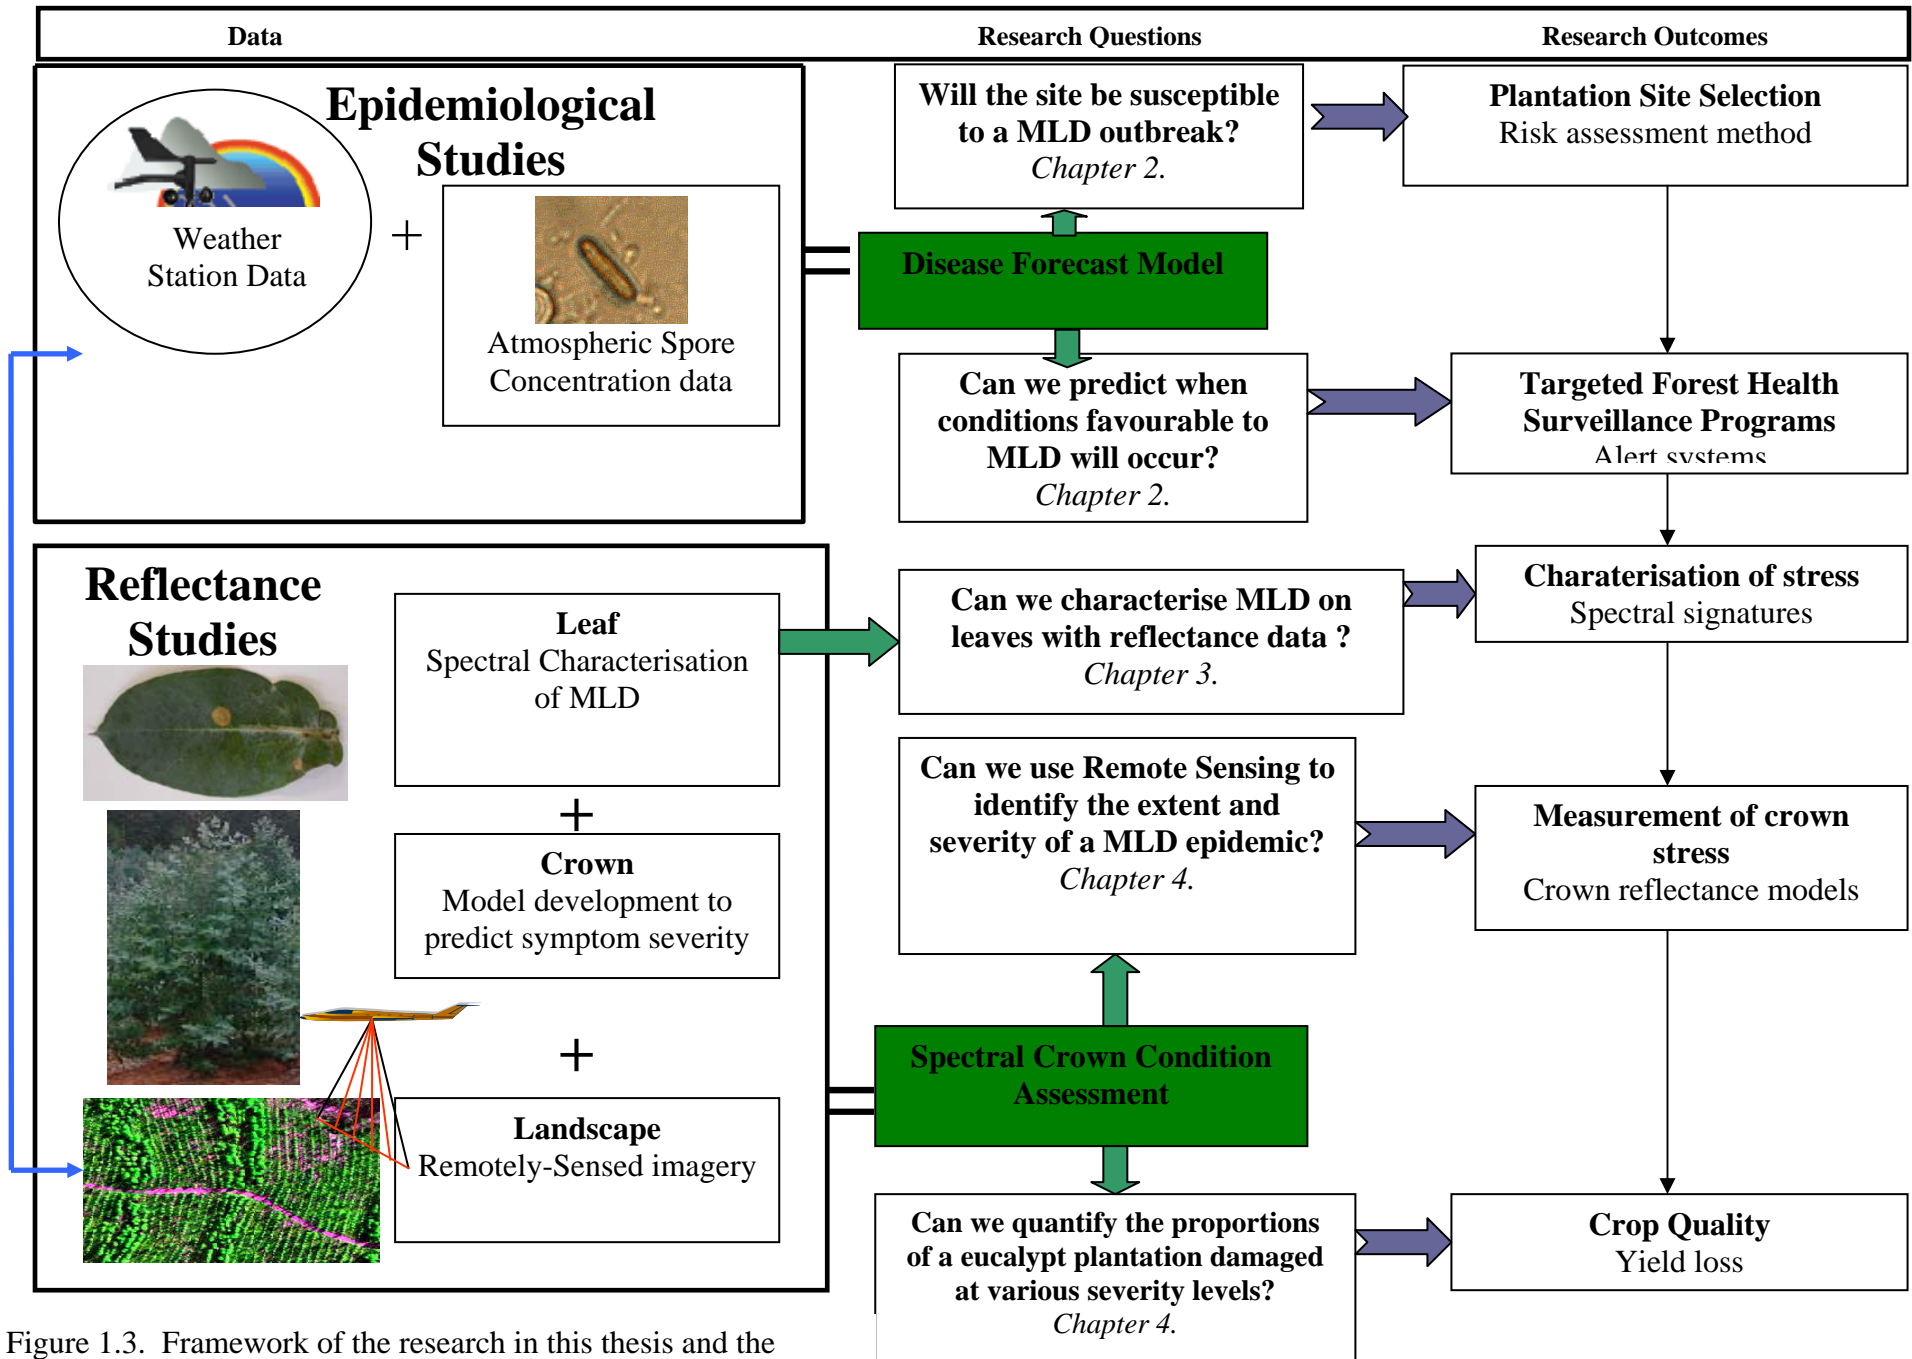 Data
Research Questions
Research Outcomes
Epidemiological
Studies
Weather
Station Data
+
Atmospheric Spore
Concentration data
Will the site be susceptible
to a MLD outbreak?
Chapter 2.
Plantation Site Selection
Risk assessment method
Disease Forecast Model
Can we predict when
conditions favourable to
MLD will occur?
Chapter 2.
Targeted Forest Health
Surveillance Programs
Alert systems
Reflectance
Studies
Leaf
Spectral Characterisation
of MLD
+
Crown
Model development to
predict symptom severity
+
Landscape
Remotely-Sensed imagery
Can we characterise MLD on
leaves with reflectance data ?
Chapter 3.
Charaterisation of stress
Spectral signatures
Can we use Remote Sensing to
identify the extent and
severity of a MLD epidemic?
Chapter 4.
Measurement of crown
stress
Crown reflectance models
Spectral Crown Condition
Assessment
Can we quantify the proportions
of a eucalypt plantation damaged
at various severity levels?
Chapter 4.
Crop Quality
Yield loss
Figure 1.3.  Framework of the research in this thesis and the